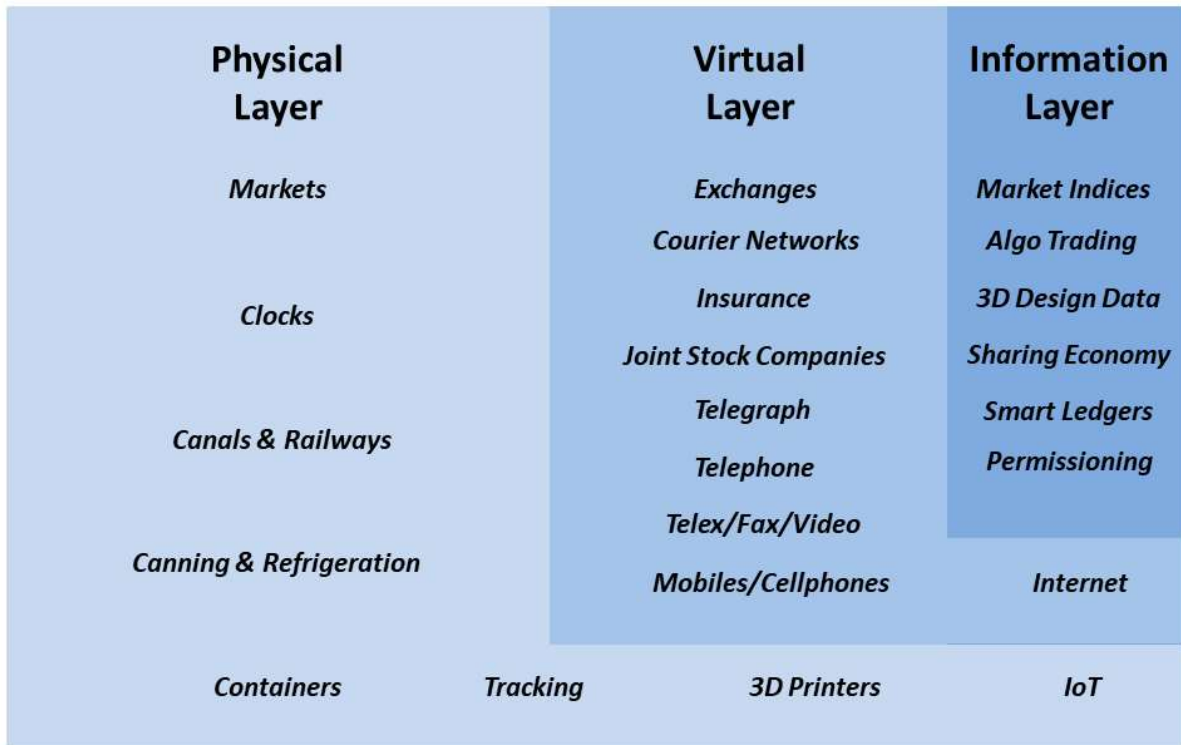 Physical
Layer
Markets
Clocks
Canals & Railways
Canning & Refrigeration
Virtual
Layer
Exchanges
Courier Networks
Insurance
Joint Stock Companies
Telegraph
Telephone
Telex/Fax/Video
Mobiles/Cellphones
Information
Layer
Market Indices
Algo Trading
3D Design Data
Sharing Economy
Smart Ledgers
Permissioning
Internet
Containers
Tracking
3D Printers
IoT